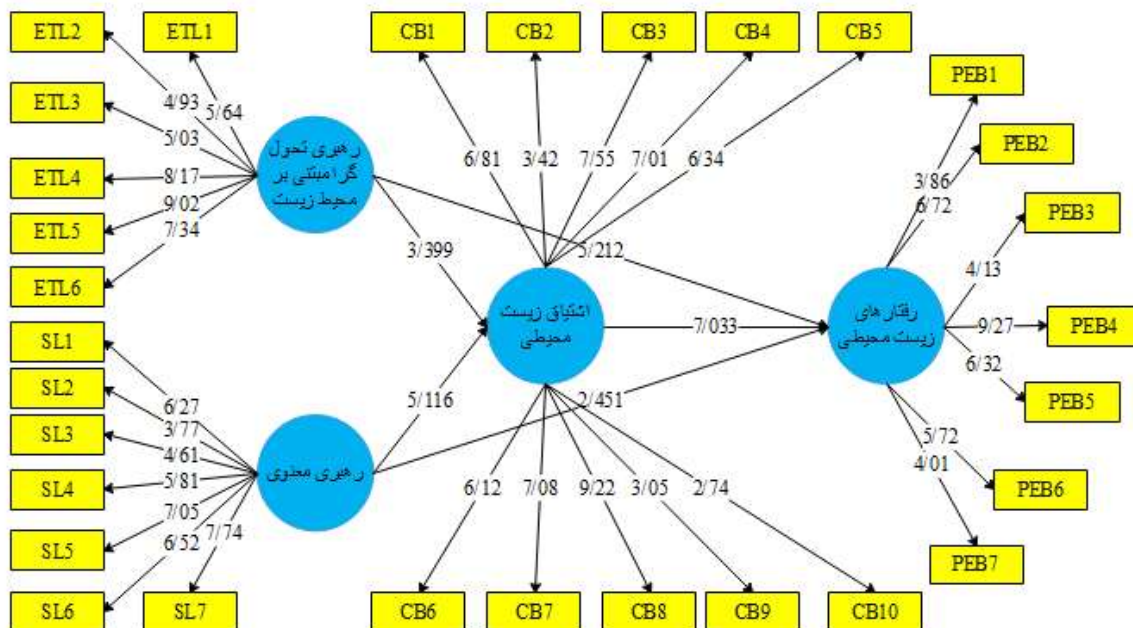 ETL2
ETL1
CB1
CB2
CB3
CB4
CB5
ETL3
ETL4
ETL5
ETL6
4/93
5/64
5/03
8/17
9/02
7/34
رهبری تحول
گرا مبتنی بر
محیط زیست
6/81
3/42
7/55
7/01
6/34
PEB1
PEB2
PEB3
PEB4
PEB5
PEB6
PEB7
3/86
6/72
4/13
9/27
6/32
5/72
4/01
3/399
5/212
اشتیاق زیست
محیطی
7/033
رفتارهای
زیست محیطی
5/116
2/451
SL1
SL2
SL3
SL4
SL5
SL6
SL7
6/27
3/77
4/61
5/81
7/05
6/52
7/74
رهبری معنوی
6/12
7/08
9/22
3/05
2/74
CB6
CB7
CB8
CB9
CB10